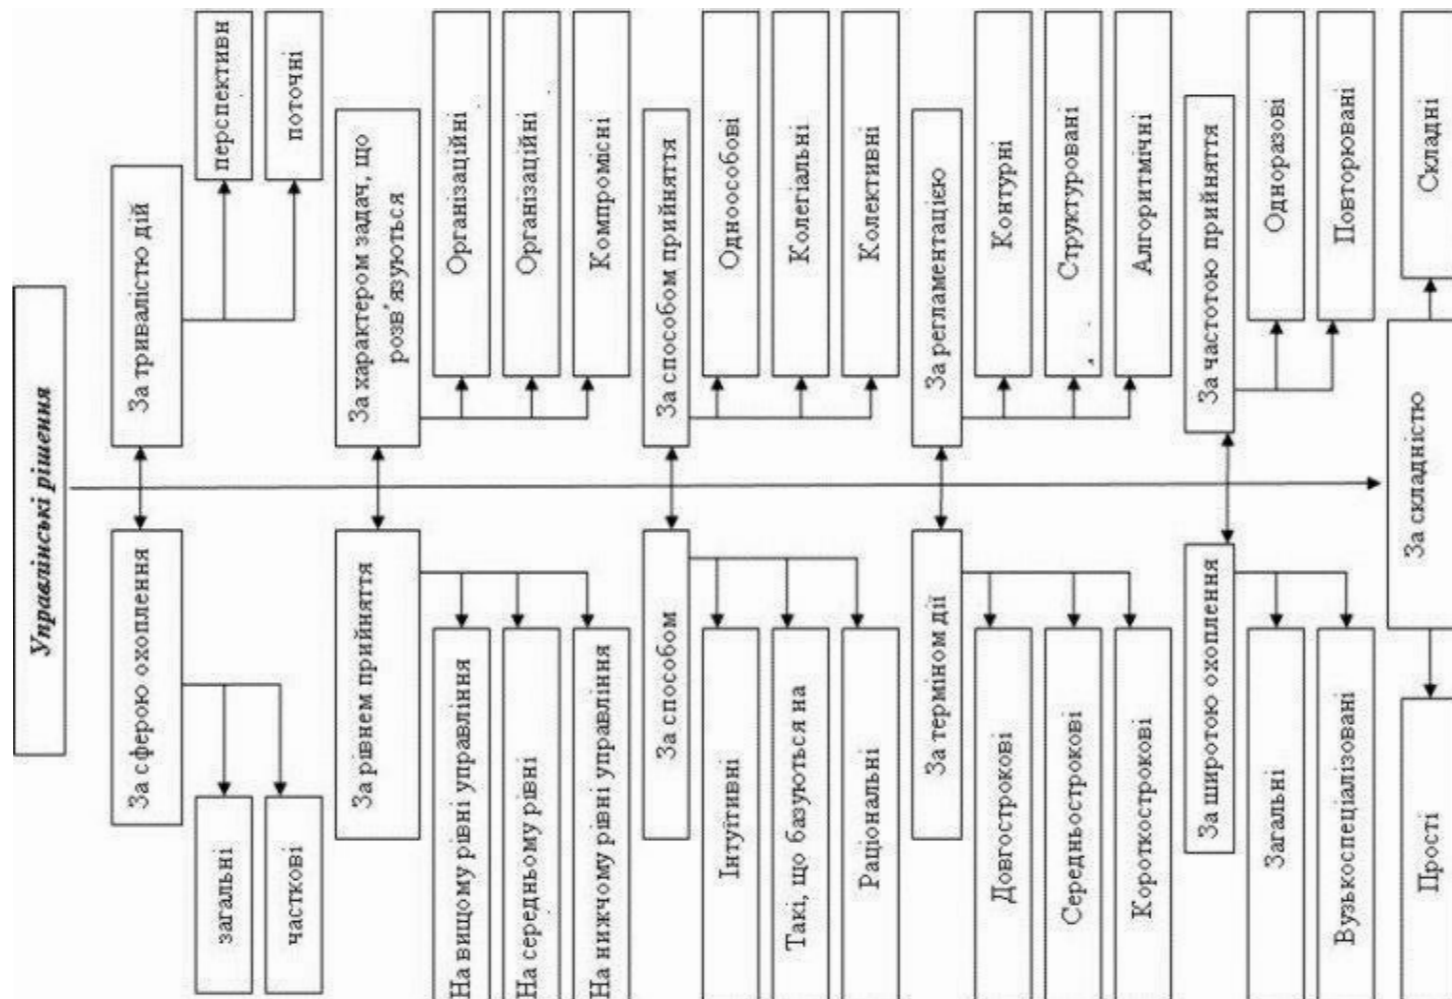 Управлінські рішення
За сферою охоплення
За тривалістю дій
загальні
перспективн
часткові
поточні
За рівнем прийняття
За характером задач, що
розв’язуються
На вищому рівні управління
Організаційні
На середньому рівні
Організаційні
На нижчому рівні управління
Компромісні
За способом
За способом прийняття
Інтуїтивні
Одноособові
Такі, що базуються на
Колегіальні
Раціональні
Колективні
За терміном дії
За регламентацією
Довгострокові
Контурні
Середньострокові
Структуровані
Короткострокові
Алгоритмічні
За широтою охоплення
За частотою прийняття
Загальні
Одноразові
Вузькоспеціалізовані
Повторювані
За складністю
Прості
Складні